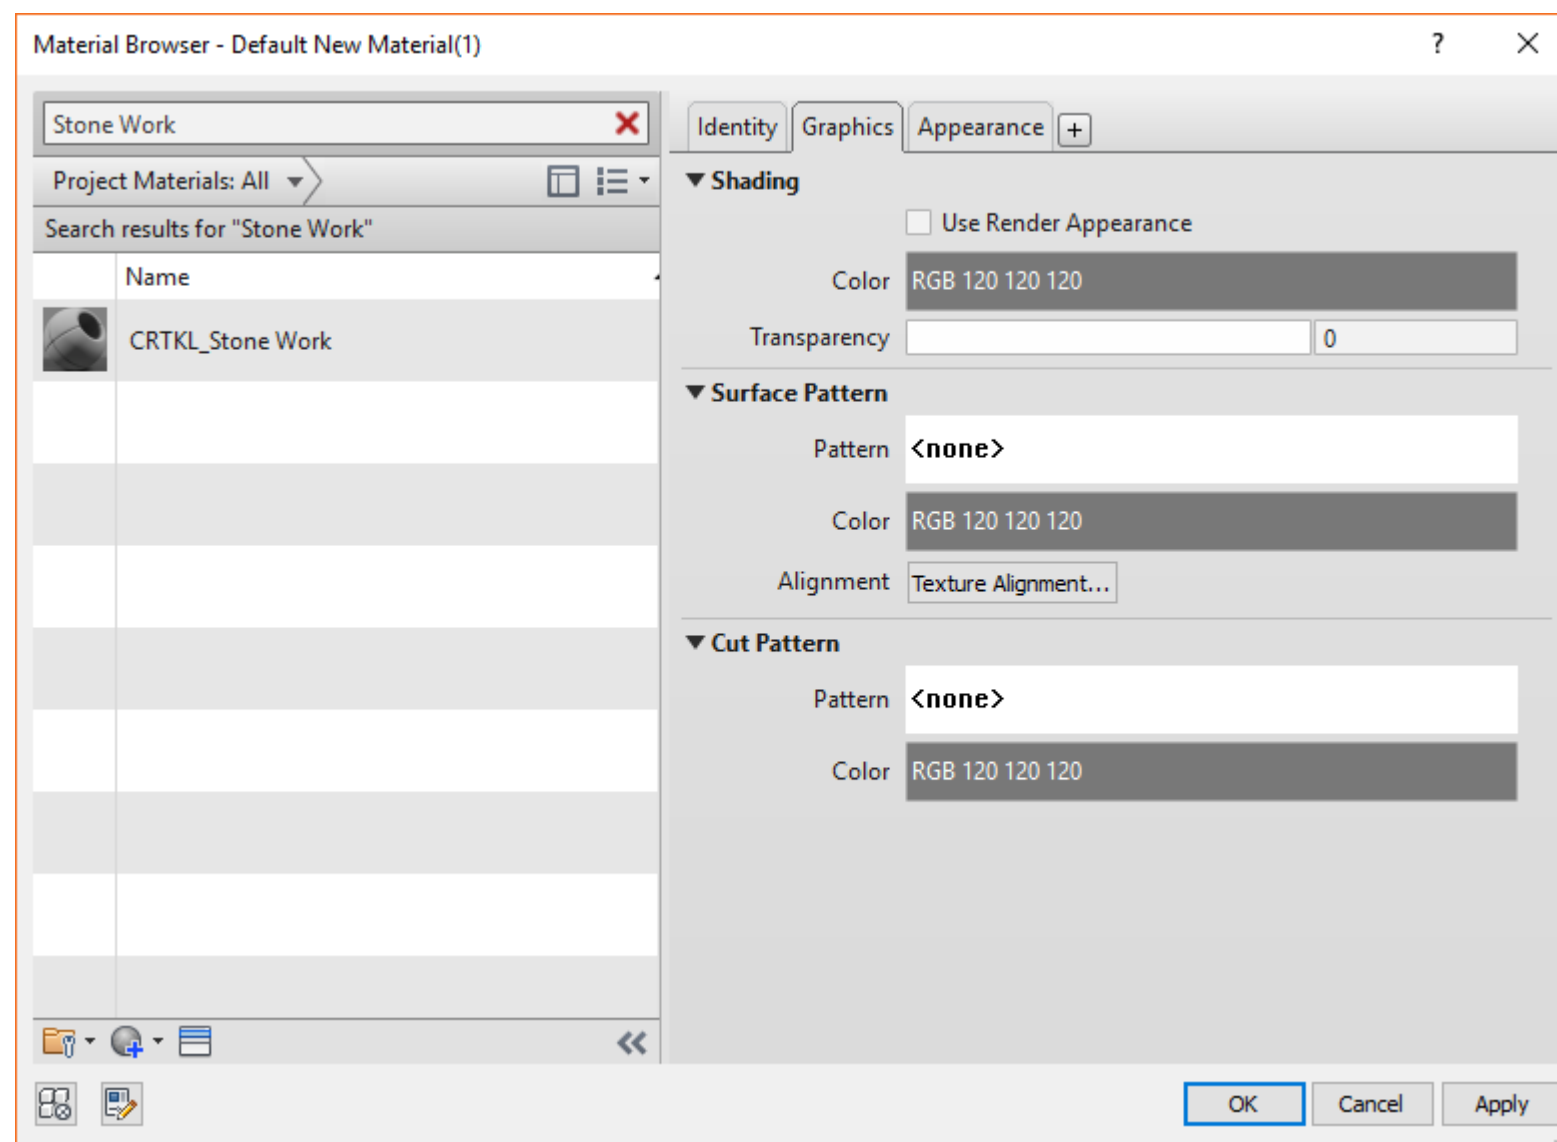 Material Browser - Default New Material(1)
?
Stone Work
Project Materials: All
Search results for "Stone Work"
Name
CRTKL_Stone Work
Identity
Graphics
Appearance
+
Shading
Use Render Appearance
Color RGB 120 120 120
Transparency 0
Surface Pattern
Pattern <none>
Color RGB 120 120 120
Alignment Texture Alignment...
Cut Pattern
Pattern <none>
Color RGB 120 120 120
OK
Cancel
Apply